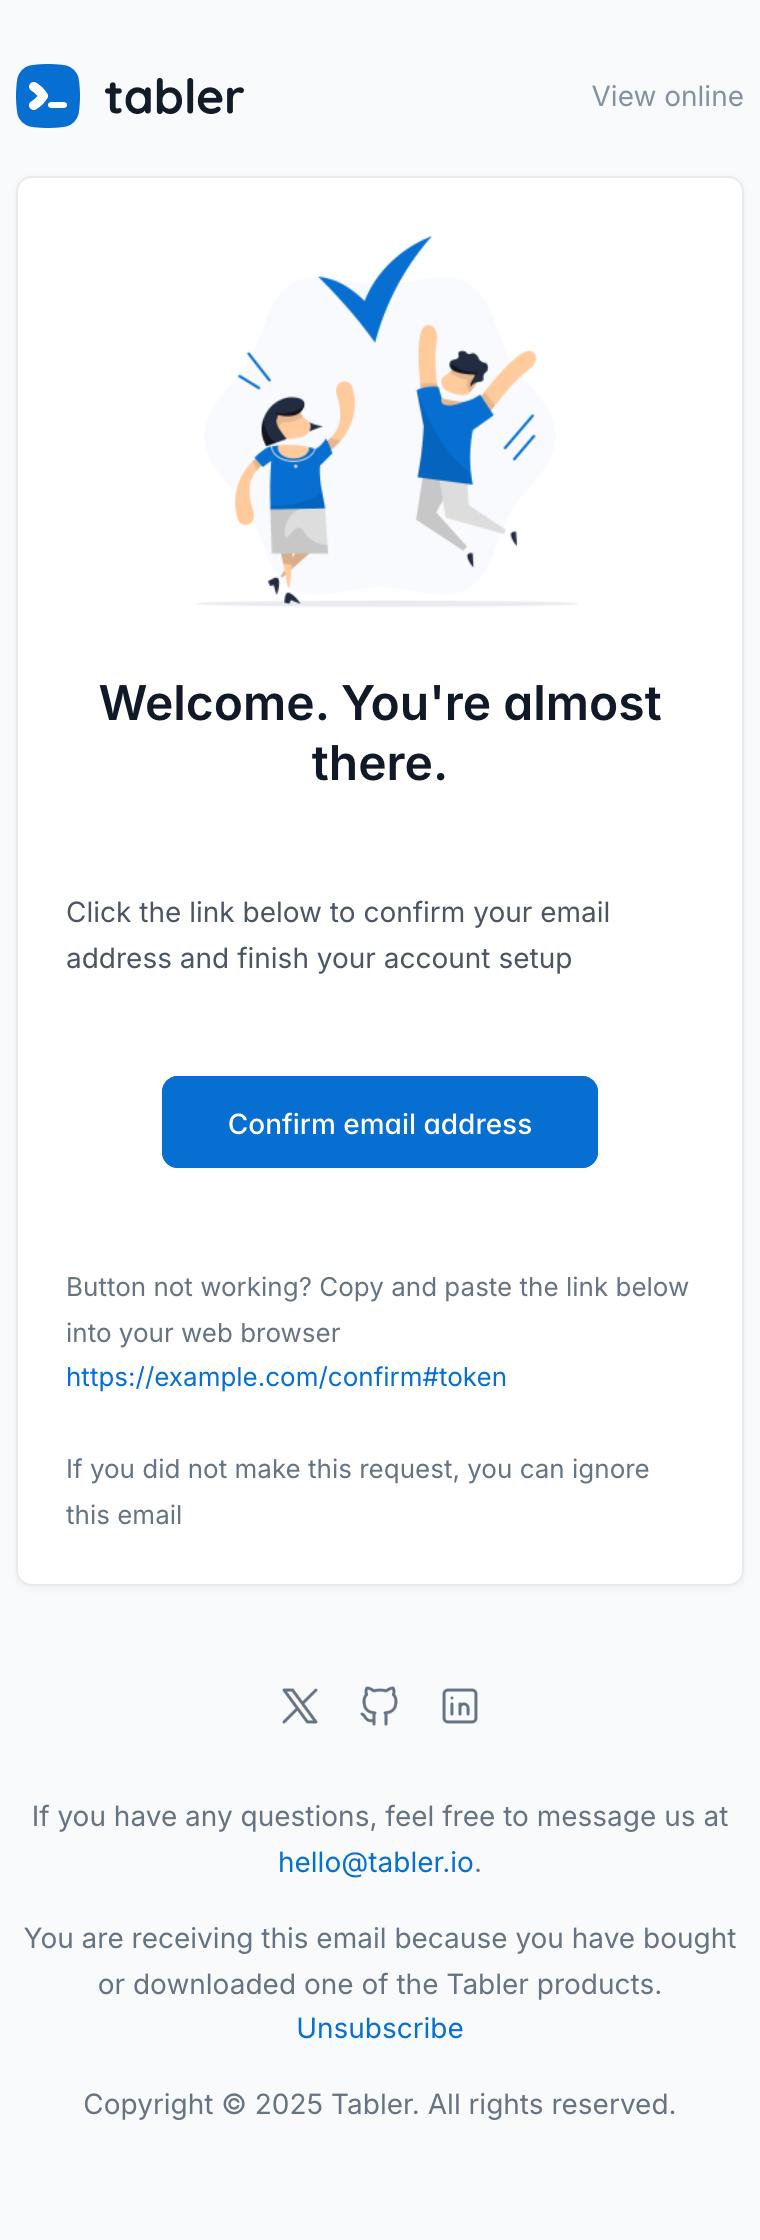 tabler
View online
Welcome. You're almost
there.
Click the link below to confirm your email
address and finish your account setup
Confirm email address
Button not working? Copy and paste the link below
into your web browser
https://example.com/confirm#token
If you did not make this request, you can ignore
this email
If you have any questions, feel free to message us at
hello@tabler.io.
You are receiving this email because you have bought
or downloaded one of the Tabler products.
Unsubscribe
Copyright © 2025 Tabler. All rights reserved.